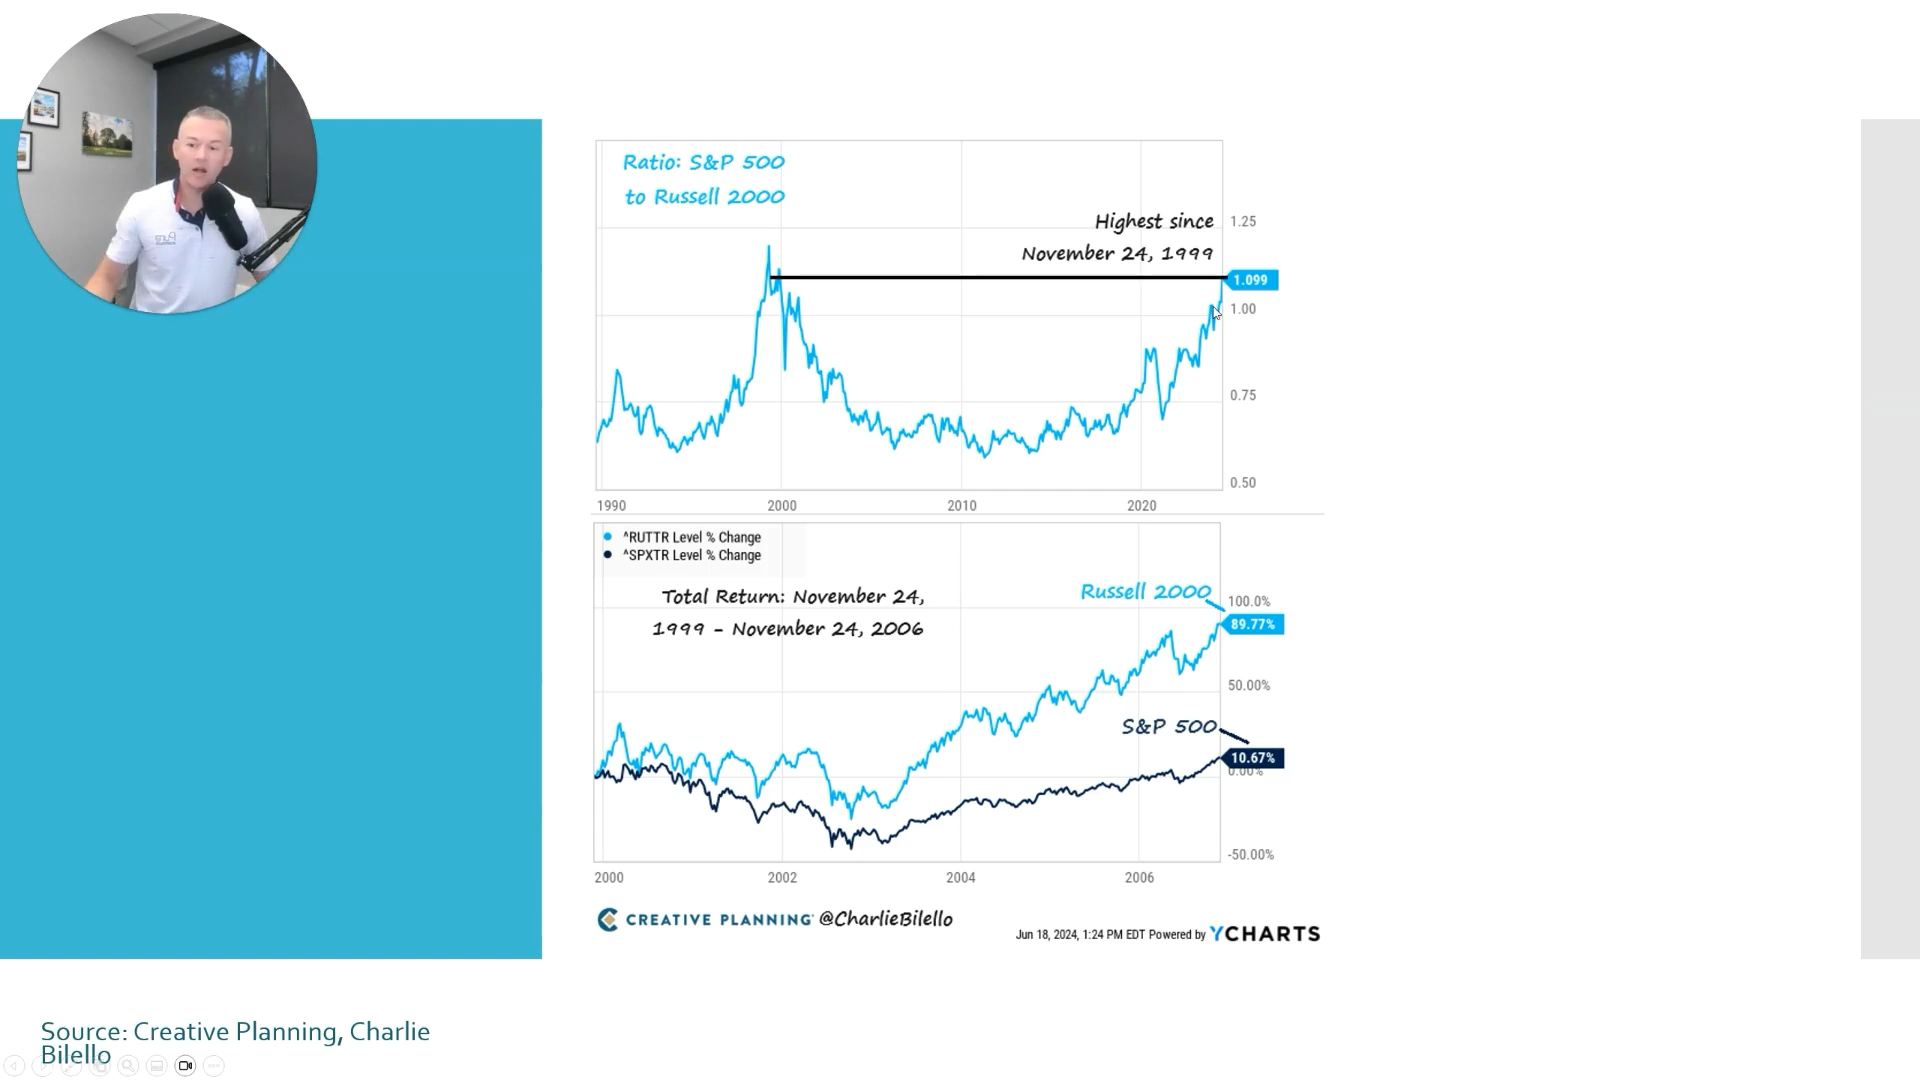 Ratio: S&P 500
to Russell 2000
Highest since
November 24, 1999
1.25
1.099
1.00
0.75
0.50
1990 2000 2010 2020
^RUTTR Level % Change
^SPXTR Level % Change
Total Return: November 24,
1999 - November 24, 2006
Russell 2000
100.0%
89.77%
50.00%
S&P 500
10.67%
0.00%
-50.00%
2000 2002 2004 2006
CREATIVE PLANNING @CharlieBilello
Jun 18, 2024, 1:24 PM EDT Powered by YCHARTS
Source: Creative Planning, Charlie
Bilello